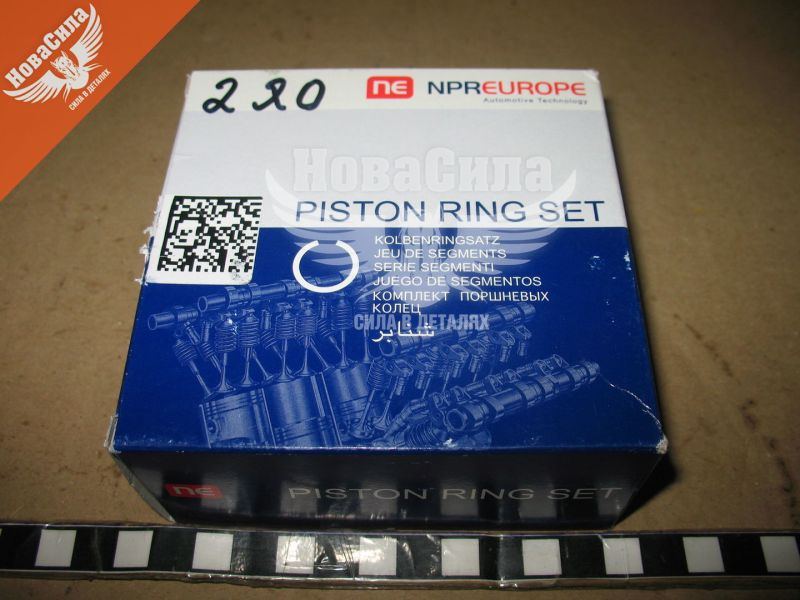 НоваСила
СИЛА В ДЕТАЛЯХ
220
NE NPREUROPE
Automotive Technology
НоваСила
PISTON RING SET
KOLBENRINGSATZ
JEU DE SEGMENTS
SERIE SEGMENTI
JUEGO DE SEGMENTOS
КОМПЛЕКТ ПОРШНЕВЫХ
КОЛЕЦ
СИЛА В ДЕТАЛЯХ
شنابر
NE PISTON RING SET